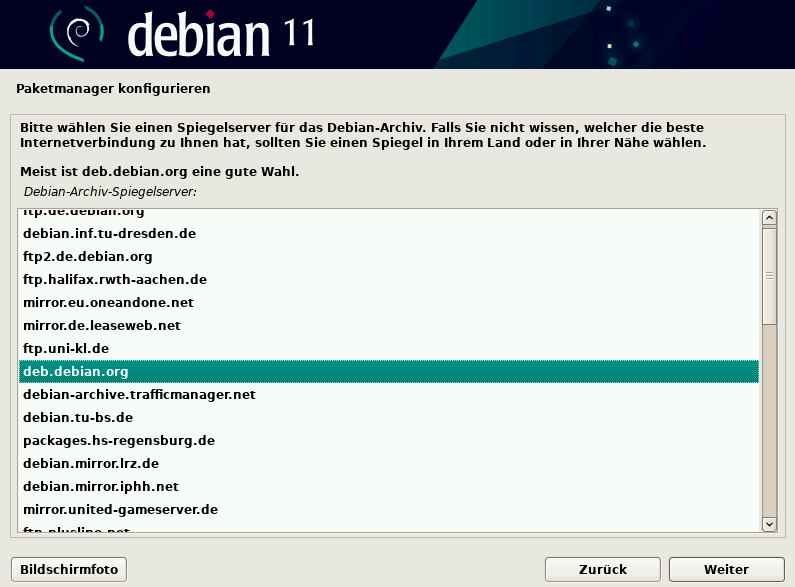 debian 11
Paketmanager konfigurieren
Bitte wählen Sie einen Spiegelserver für das Debian-Archiv. Falls Sie nicht wissen, welcher die beste
Internetverbindung zu Ihnen hat, sollten Sie einen Spiegel in Ihrem Land oder in Ihrer Nähe wählen.
Meist ist deb.debian.org eine gute Wahl.
Debian-Archiv-Spiegelserver:
ftp.de.debian.org
debian.inf.tu-dresden.de
ftp2.de.debian.org
ftp.halifax.rwth-aachen.de
mirror.eu.oneandone.net
mirror.de.leaseweb.net
ftp.uni-kl.de
deb.debian.org
debian-archive.trafficmanager.net
debian.tu-bs.de
packages.hs-regensburg.de
debian.mirror.lrz.de
debian.mirror.iphh.net
mirror.united-gameserver.de
ftp.plusline.net
Bildschirmfoto
Zurück
Weiter